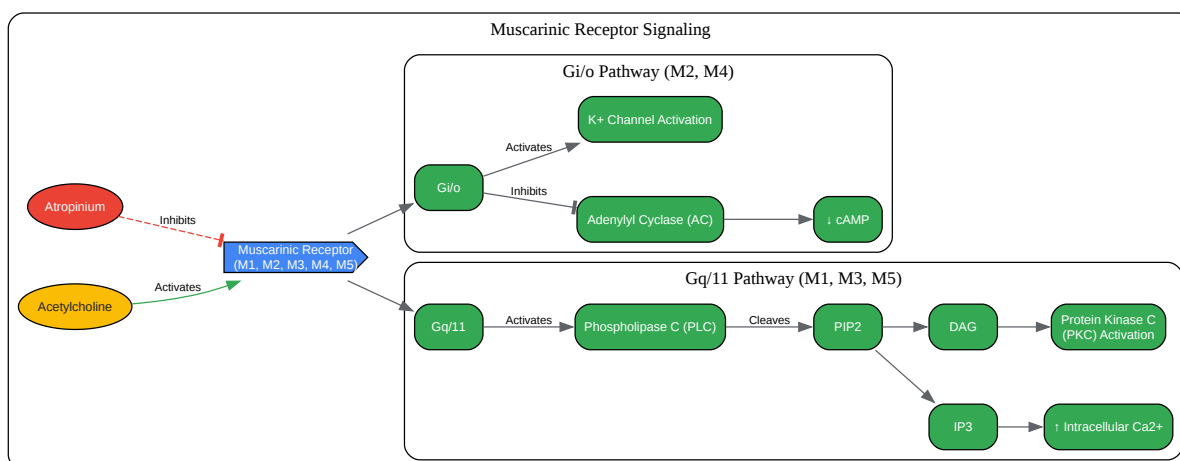 Muscarinic Receptor Signaling
Gi/o Pathway (M2, M4)
K+ Channel Activation
Activates
Gi/o
Inhibits
Adenylyl Cyclase (AC)
↓ cAMP
Atropinium
Inhibits
Muscarinic Receptor
(M1, M2, M3, M4, M5)
Activates
Acetylcholine
Gq/11 Pathway (M1, M3, M5)
Gq/11
Activates
Phospholipase C (PLC)
Cleaves
PIP2
DAG
Protein Kinase C
(PKC) Activation
IP3
↑ Intracellular Ca2+